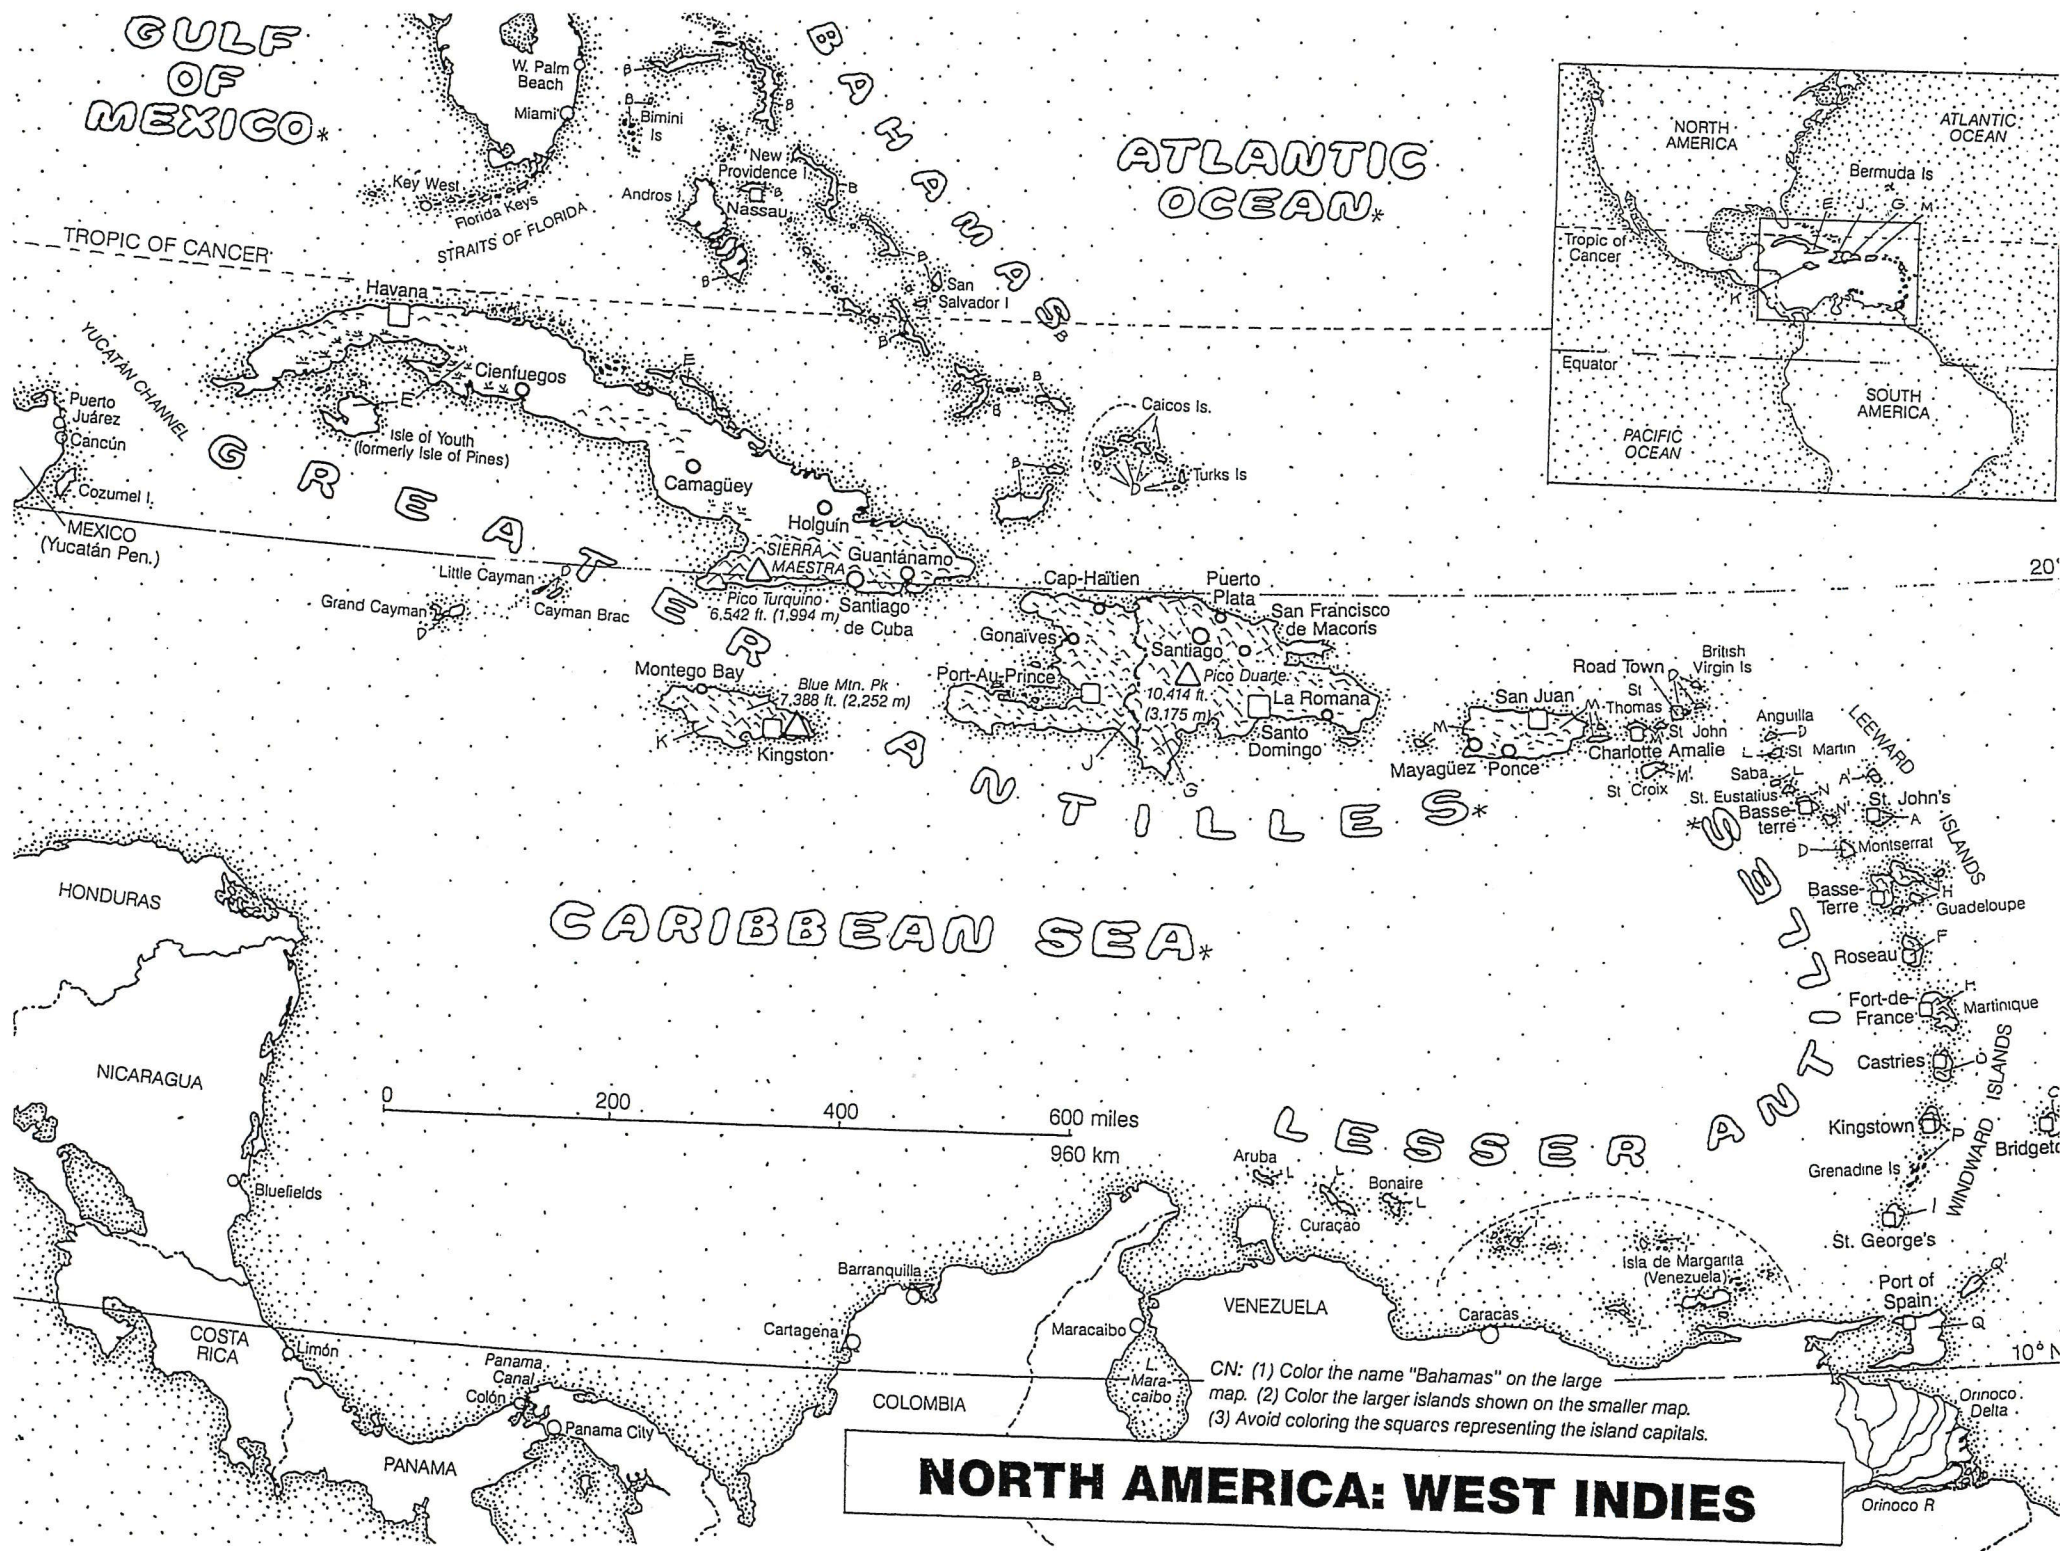 GULF
OF
MEXICO*
W. Palm
Beach
Miami
B
B
Bimini
Is
B
BAHAMAS
B
New
Providence I.
B
Nassau
Andros I
B
B
B
San
Salvador I
B
Key West
Florida Keys
STRAITS OF FLORIDA
TROPIC OF CANCER
ATLANTIC
OCEAN*
NORTH
AMERICA
ATLANTIC
OCEAN
Bermuda Is
E J G M
Tropic of
Cancer
K
Equator
SOUTH
AMERICA
PACIFIC
OCEAN
Havana
YUCATAN CHANNEL
Cienfuegos
E
E
Isle of Youth
(formerly Isle of Pines)
Puerto
Juárez
Cancún
Cozumel I.
MEXICO
(Yucatán Pen.)
B
B
B
Caicos Is.
Turks Is
D
Camagüey
Holguín
SIERRA
MAESTRA
Guantánamo
Pico Turquino
6,542 ft. (1,994 m)
Santiago
de Cuba
GREATER ANTILLES*
Little Cayman
D
Cayman Brac
Grand Cayman
D
20°
Cap-Haïtien
Puerto
Plata
San Francisco
de Macorís
Gonaïves
Santiago
Port-Au-Prince
Pico Duarte
10,414 ft.
(3,175 m)
La Romana
Santo
Domingo
J
G
Montego Bay
Blue Mtn. Pk
7,388 ft. (2,252 m)
K
Kingston
San Juan
M
M
Mayagüez
Ponce
Road Town
British
Virgin Is
D
St
Thomas
St John
M
Charlotte Amalie
St Croix
M
Anguilla
D
L
St Martin
Saba
L
St. Eustatius
N
Basse-
terre
N
A
St. John's
A
LEEWARD ISLANDS
D
Montserrat
Basse-
Terre
H
Guadeloupe
F
Roseau
Fort-de-
France
H
Martinique
Castries
O
Kingstown
P
Grenadine Is
WINDWARD ISLANDS
I
St. George's
LESSER ANTILLES*
CARIBBEAN SEA*
HONDURAS
NICARAGUA
Bluefields
0 200 400 600 miles
960 km
Aruba
L
L
Curaçao
Bonaire
L
Isla de Margarita
(Venezuela)
Port of
Spain
Q
Q
10° N
Barranquilla
Cartagena
Maracaibo
VENEZUELA
Caracas
L.
Mara-
caibo
COSTA
RICA
Limón
Panama
Canal
Colón
Panama City
PANAMA
COLOMBIA
Orinoco
Delta
Orinoco R
CN: (1) Color the name "Bahamas" on the large
map. (2) Color the larger islands shown on the smaller map.
(3) Avoid coloring the squares representing the island capitals.
NORTH AMERICA: WEST INDIES